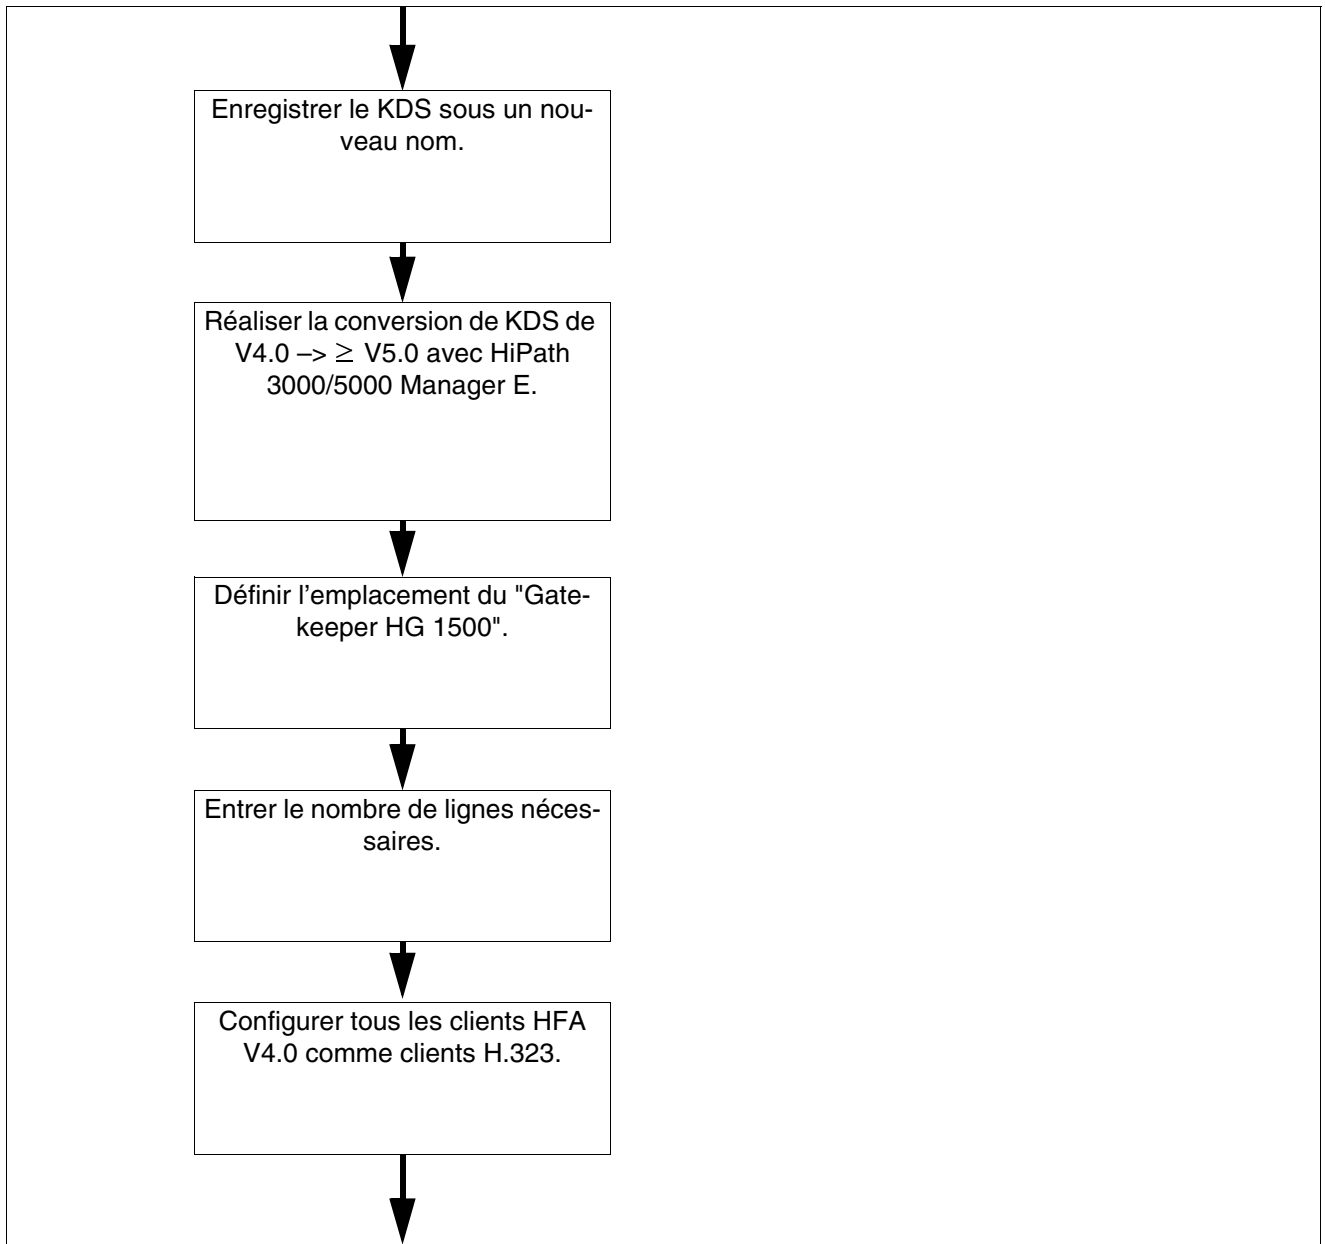 Enregistrer le KDS sous un nou-
veau nom.
Réaliser la conversion de KDS de
V4.0 –> ≥ V5.0 avec HiPath
3000/5000 Manager E.
Définir l’emplacement du "Gate-
keeper HG 1500".
Entrer le nombre de lignes néces-
saires.
Configurer tous les clients HFA
V4.0 comme clients H.323.